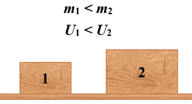 m₁ < m₂
U₁ < U₂
1 2